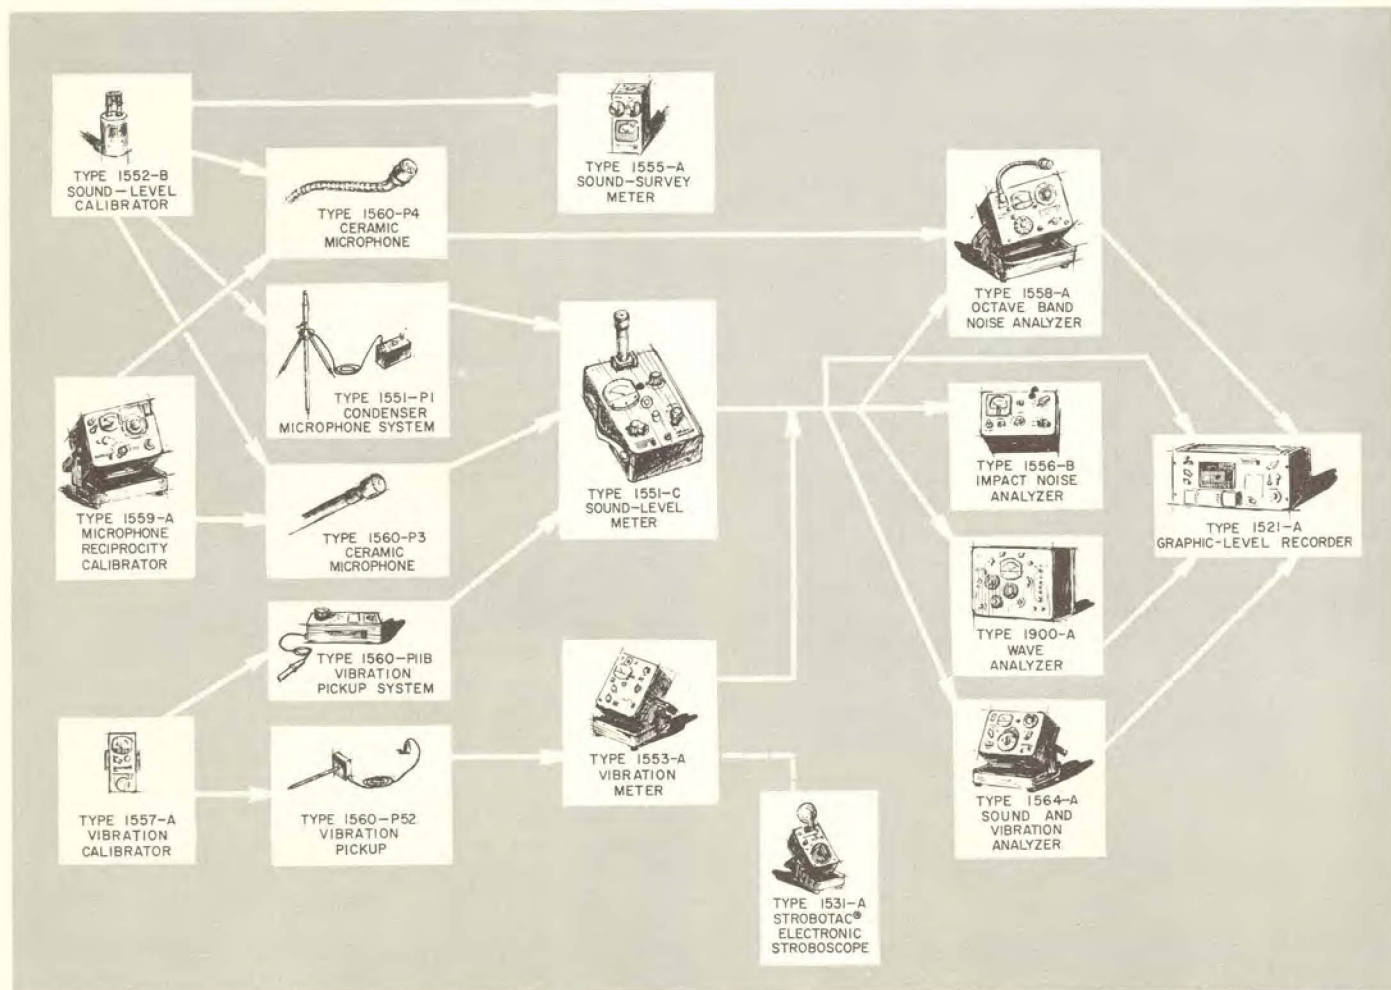 TYPE 1552-B
SOUND-LEVEL
CALIBRATOR
TYPE 1555-A
SOUND-SURVEY
METER
TYPE 1560-P4
CERAMIC
MICROPHONE
TYPE 1558-A
OCTAVE BAND
NOISE ANALYZER
TYPE 1551-P1
CONDENSER
MICROPHONE SYSTEM
TYPE 1559-A
MICROPHONE
RECIPROCITY
CALIBRATOR
TYPE 1560-P3
CERAMIC
MICROPHONE
TYPE 1551-C
SOUND-LEVEL
METER
TYPE 1556-B
IMPACT NOISE
ANALYZER
TYPE 1521-A
GRAPHIC-LEVEL RECORDER
TYPE 1900-A
WAVE
ANALYZER
TYPE 1560-P11B
VIBRATION
PICKUP SYSTEM
TYPE 1557-A
VIBRATION
CALIBRATOR
TYPE 1560-P52
VIBRATION
PICKUP
TYPE 1553-A
VIBRATION
METER
TYPE 1564-A
SOUND AND
VIBRATION
ANALYZER
TYPE 1531-A
STROBOTAC®
ELECTRONIC
STROBOSCOPE